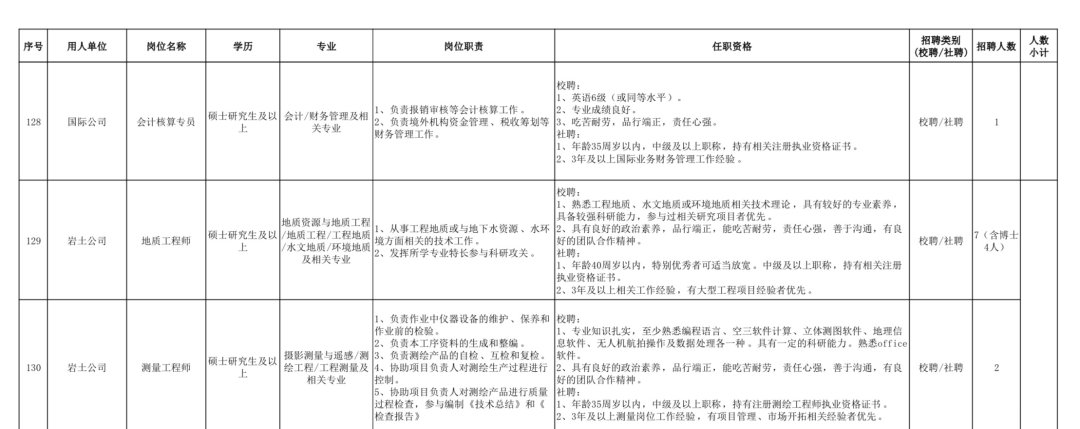 序号 用人单位 岗位名称 学历 专业 岗位职责 任职资格 招聘类别 招聘人数 人数
(校聘/社聘) 小计
128 国际公司 会计核算专员
硕士研究生及以
上
会计/财务管理及相
关专业
1、负责报销审核等会计核算工作。
2、负责境外机构资金管理、税收筹划等
财务管理工作。
校聘：
1、英语6级（或同等水平）。
2、专业成绩良好。
3、吃苦耐劳，品行端正，责任心强。
社聘：
1、年龄35周岁以内，中级及以上职称，持有相关注册执业资格证书。
2、3年及以上国际业务财务管理工作经验。
校聘/社聘 1
129 岩土公司 地质工程师
硕士研究生及以
上
地质资源与地质工程
/地质工程/工程地质
/水文地质/环境地质
及相关专业
1、从事工程地质或与地下水资源、水环
境方面相关的技术工作。
2、发挥所学专业特长参与科研攻关。
校聘：
1、熟悉工程地质、水文地质或环境地质相关技术理论，具有较好的专业素养，
具备较强科研能力，参与过相关研究项目者优先。
2、具有良好的政治素养，品行端正，能吃苦耐劳，责任心强，善于沟通，有良
好的团队合作精神。
社聘：
1、年龄40周岁以内，特别优秀者可适当放宽。中级及以上职称，持有相关注册
执业资格证书。
2、3年及以上相关工作经验，有大型工程项目经验者优先。
校聘/社聘
7（含博士
4人）
130 岩土公司 测量工程师
硕士研究生及以
上
摄影测量与遥感/测
绘工程/工程测量及
相关专业
1、负责作业中仪器设备的维护、保养和
作业前的检验。
2、负责本工序资料的生成和整编。
3、负责测绘产品的自检、互检和复检。
4、协助项目负责人对测绘生产过程进行
控制。
5、协助项目负责人对测绘产品进行质量
过程检查，参与编制《技术总结》和《
检查报告》
校聘：
1、专业知识扎实，至少熟悉编程语言、空三软件计算、立体测图软件、地理信
息软件、无人机航拍操作及数据处理各一种。具有一定的科研能力。熟悉office
软件。
2、具有良好的政治素养，品行端正，能吃苦耐劳，责任心强，善于沟通，有良
好的团队合作精神。
社聘：
1、年龄35周岁以内，中级及以上职称，持有注册测绘工程师执业资格证书。
2、3年及以上测量岗位工作经验，有项目管理、市场开拓相关经验者优先。
校聘/社聘 2